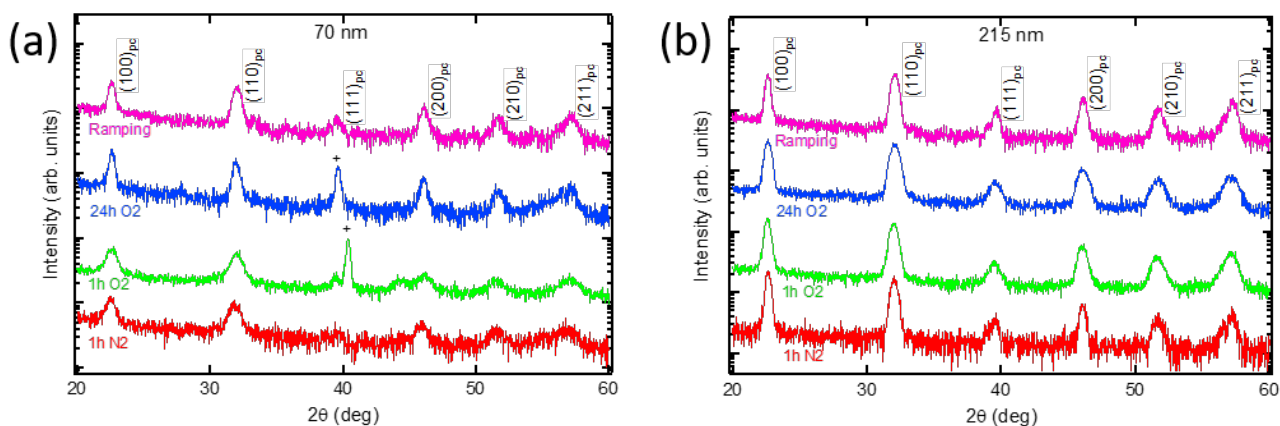 (a)
70 nm
(100)pc
(110)pc
(111)pc
(200)pc
(210)pc
(211)pc
Ramping
+
24h O2
+
1h O2
1h N2
Intensity (arb. units)
20 30 40 50 60
2θ (deg)
(b)
215 nm
(100)pc
(110)pc
(111)pc
(200)pc
(210)pc
(211)pc
Ramping
24h O2
1h O2
1h N2
Intensity (arb. units)
20 30 40 50 60
2θ (deg)